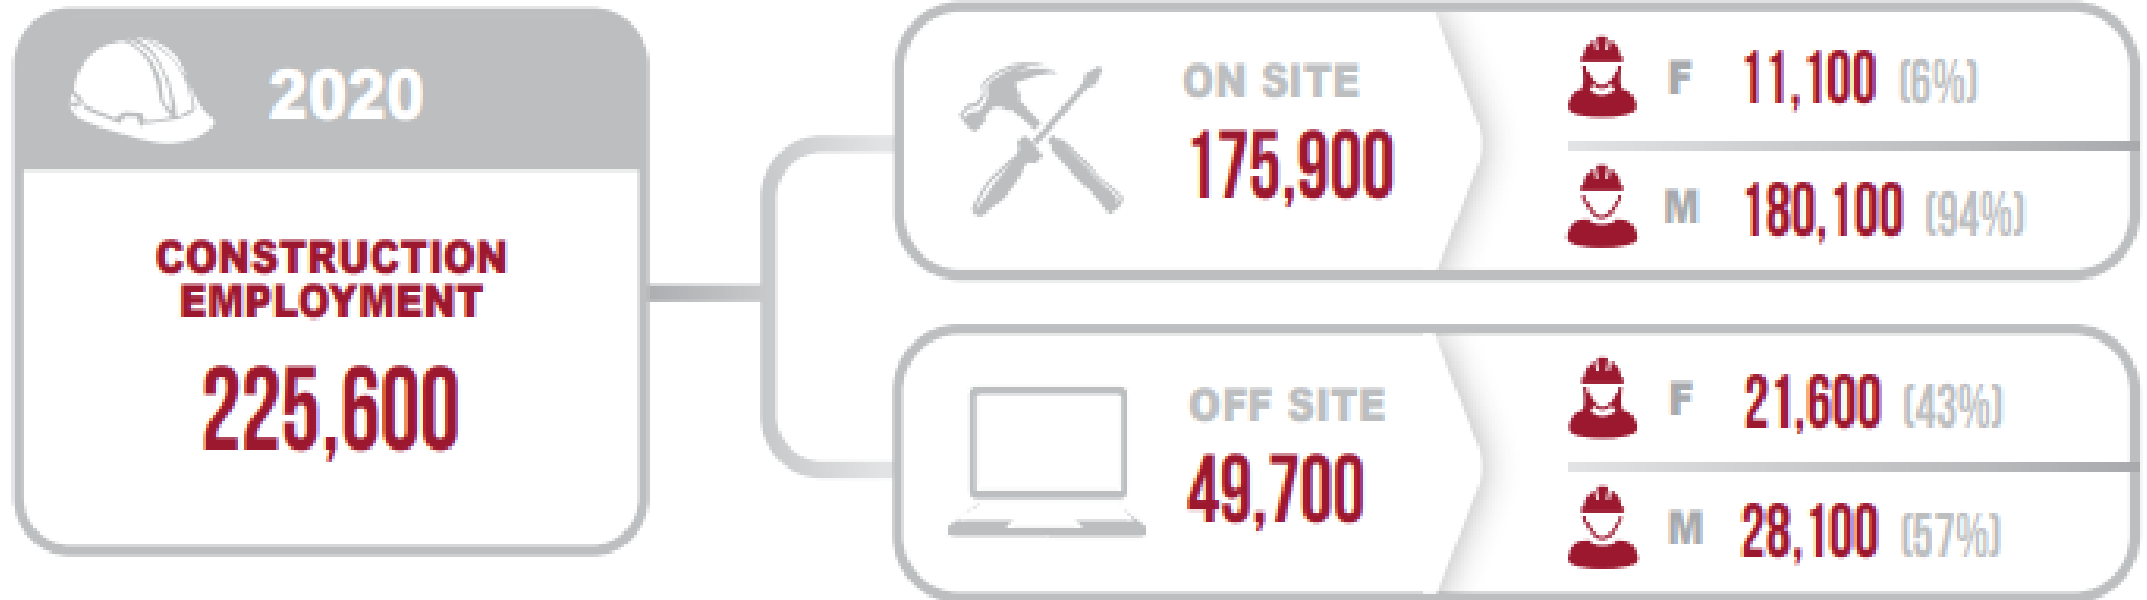 2020
CONSTRUCTION
EMPLOYMENT
225,600
ON SITE
175,900
F 11,100 (6%)
M 180,100 (94%)
OFF SITE
49,700
F 21,600 (43%)
M 28,100 (57%)